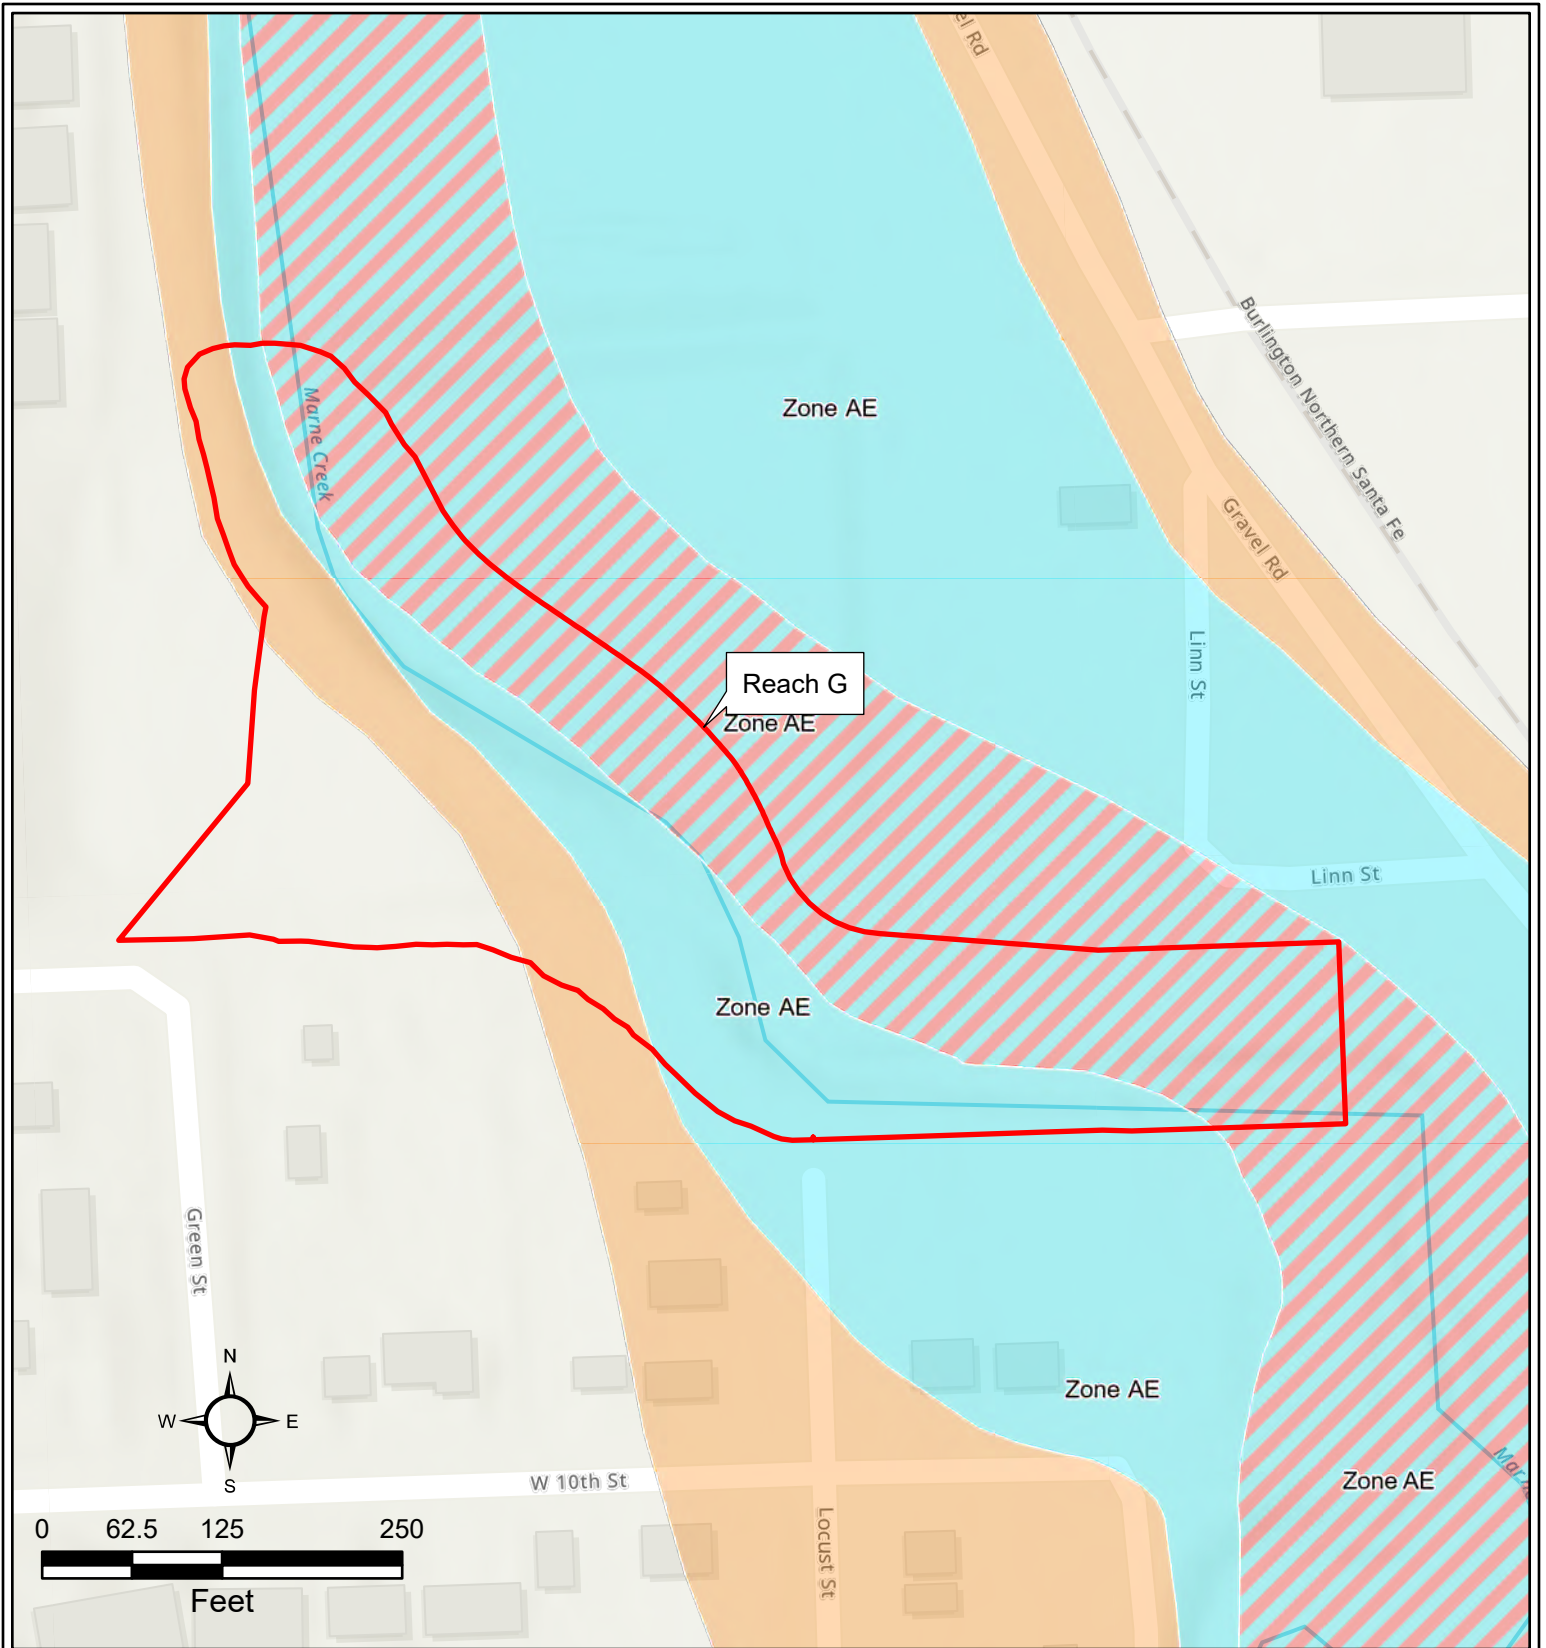 el Rd
Burlington Northern Santa Fe
Marne Creek
Zone AE
Gravel Rd
Linn St
Reach G
Zone AE
Linn St
Zone AE
Green St
N
W E
S
Zone AE
W 10th St
Zone AE
Marne
Locust St
0 62.5 125 250
Feet